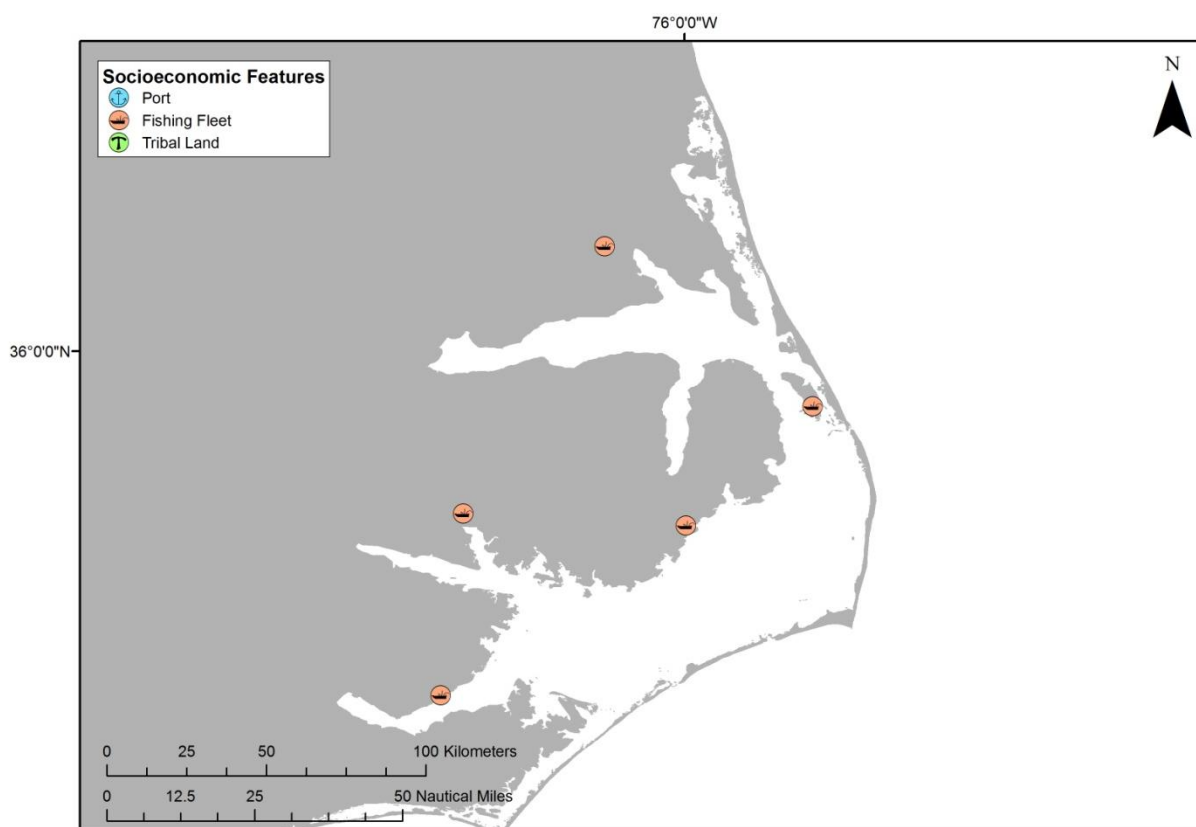 76°0'0"W
Socioeconomic Features
Port
Fishing Fleet
Tribal Land
N
36°0'0"N
0 25 50 100 Kilometers
0 12.5 25 50 Nautical Miles